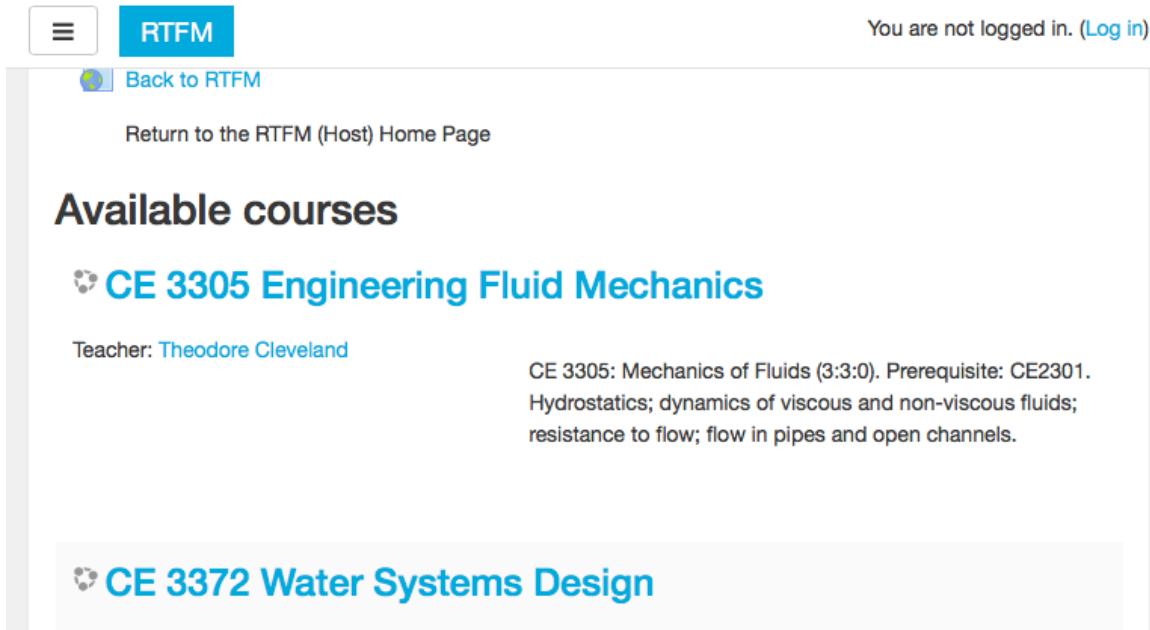 RTFM
You are not logged in. (Log in)
Back to RTFM
Return to the RTFM (Host) Home Page
Available courses
CE 3305 Engineering Fluid Mechanics
Teacher: Theodore Cleveland
CE 3305: Mechanics of Fluids (3:3:0). Prerequisite: CE2301.
Hydrostatics; dynamics of viscous and non-viscous fluids;
resistance to flow; flow in pipes and open channels.
CE 3372 Water Systems Design